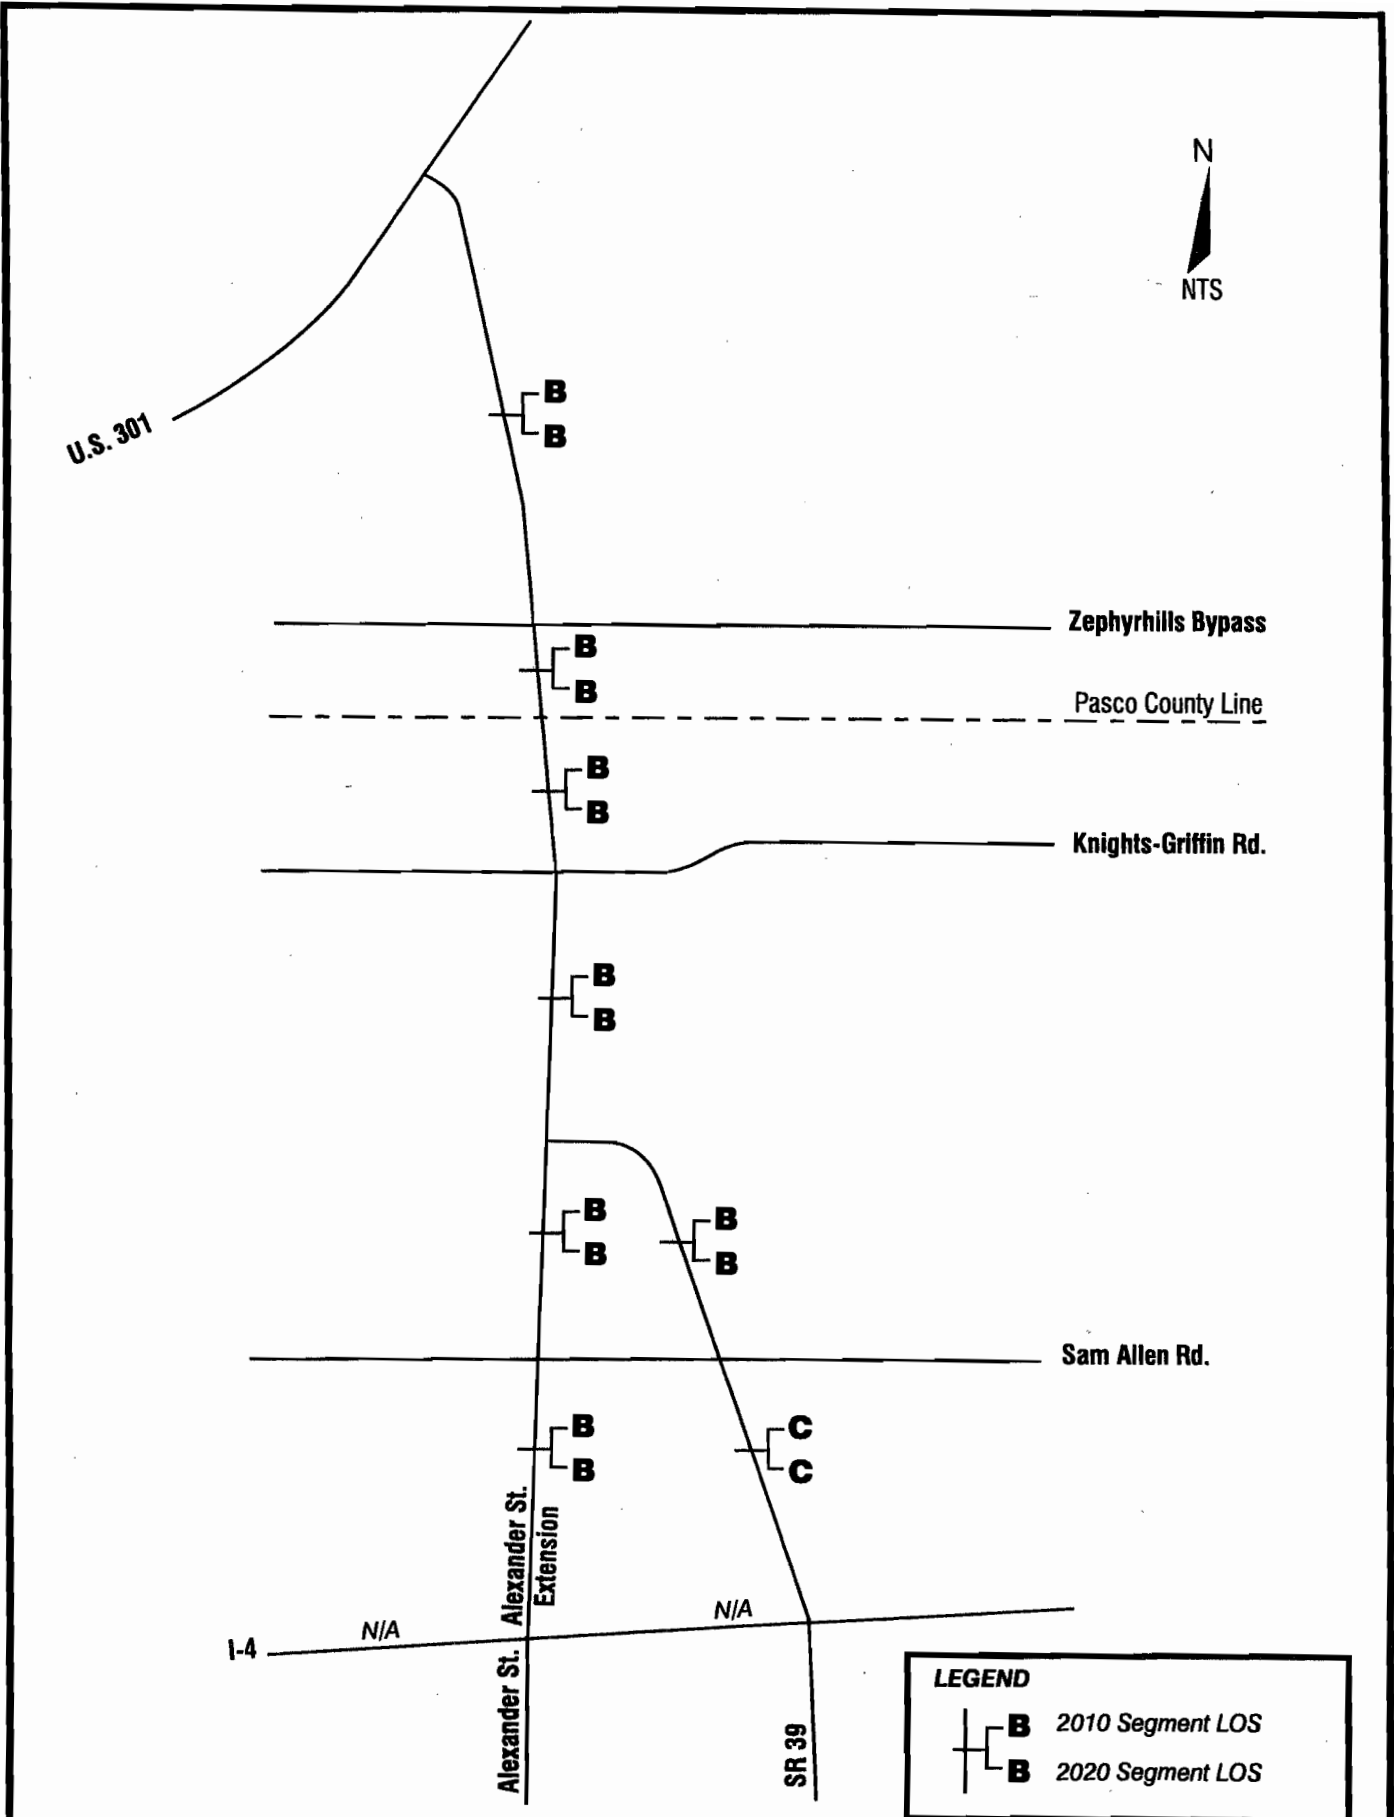 N
NTS
B
B
U.S. 301
Zephyrhills Bypass
B
B
Pasco County Line
B
B
Knights-Griffin Rd.
B
B
B
B
B
B
Sam Allen Rd.
B
B
C
C
Alexander St.
Extension
N/A
N/A
I-4
Alexander St.
SR 39
LEGEND
B 2010 Segment LOS
B 2020 Segment LOS